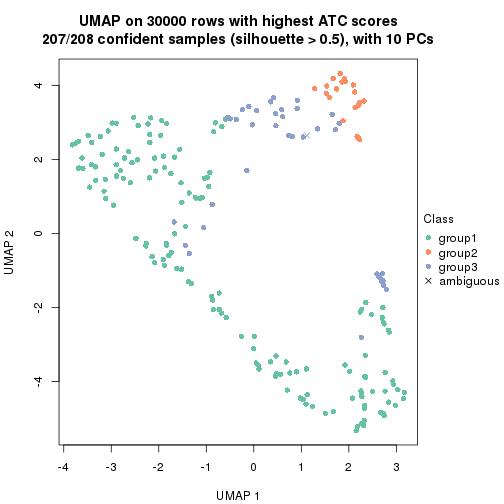 UMAP on 30000 rows with highest ATC scores
207/208 confident samples (silhouette > 0.5), with 10 PCs
4
2
0
-2
-4
UMAP 2
-4
-3
-2
-1
0
1
2
3
UMAP 1
Class
group1
group2
group3
ambiguous